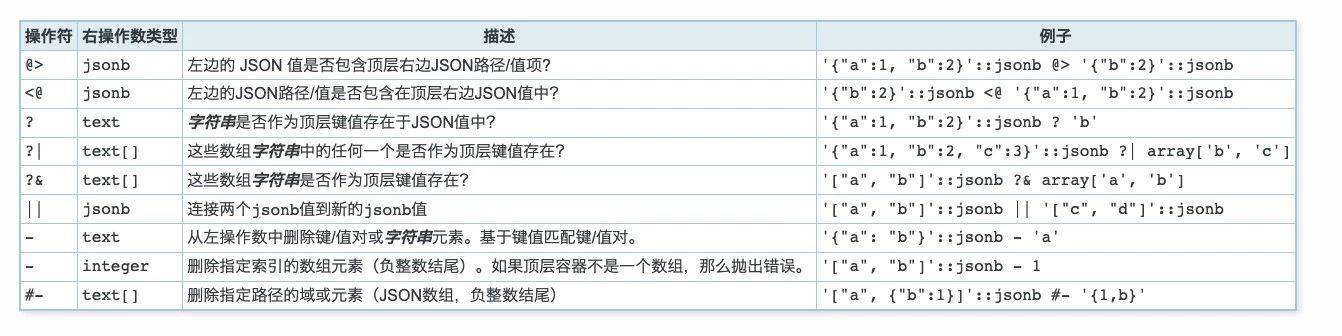 操作符 右操作数类型 描述 例子
@> jsonb 左边的 JSON 值是否包含顶层右边JSON路径/值项? '{"a":1, "b":2}'::jsonb @> '{"b":2}'::jsonb
<@ jsonb 左边的JSON路径/值是否包含在顶层右边JSON值中? '{"b":2}'::jsonb <@ '{"a":1, "b":2}'::jsonb
? text 字符串是否作为顶层键值存在于JSON值中? '{"a":1, "b":2}'::jsonb ? 'b'
?| text[] 这些数组字符串中的任何一个是否作为顶层键值存在? '{"a":1, "b":2, "c":3}'::jsonb ?| array['b', 'c']
?& text[] 这些数组字符串是否作为顶层键值存在? '["a", "b"]'::jsonb ?& array['a', 'b']
|| jsonb 连接两个jsonb值到新的jsonb值 '["a", "b"]'::jsonb || '["c", "d"]'::jsonb
- text 从左操作数中删除键/值对或字符串元素。基于键值匹配键/值对。 '{"a": "b"}'::jsonb - 'a'
- integer 删除指定索引的数组元素（负整数结尾）。如果顶层容器不是一个数组，那么抛出错误。 '["a", "b"]'::jsonb - 1
#- text[] 删除指定路径的域或元素（JSON数组，负整数结尾） '["a", {"b":1}]'::jsonb #- '{1,b}'